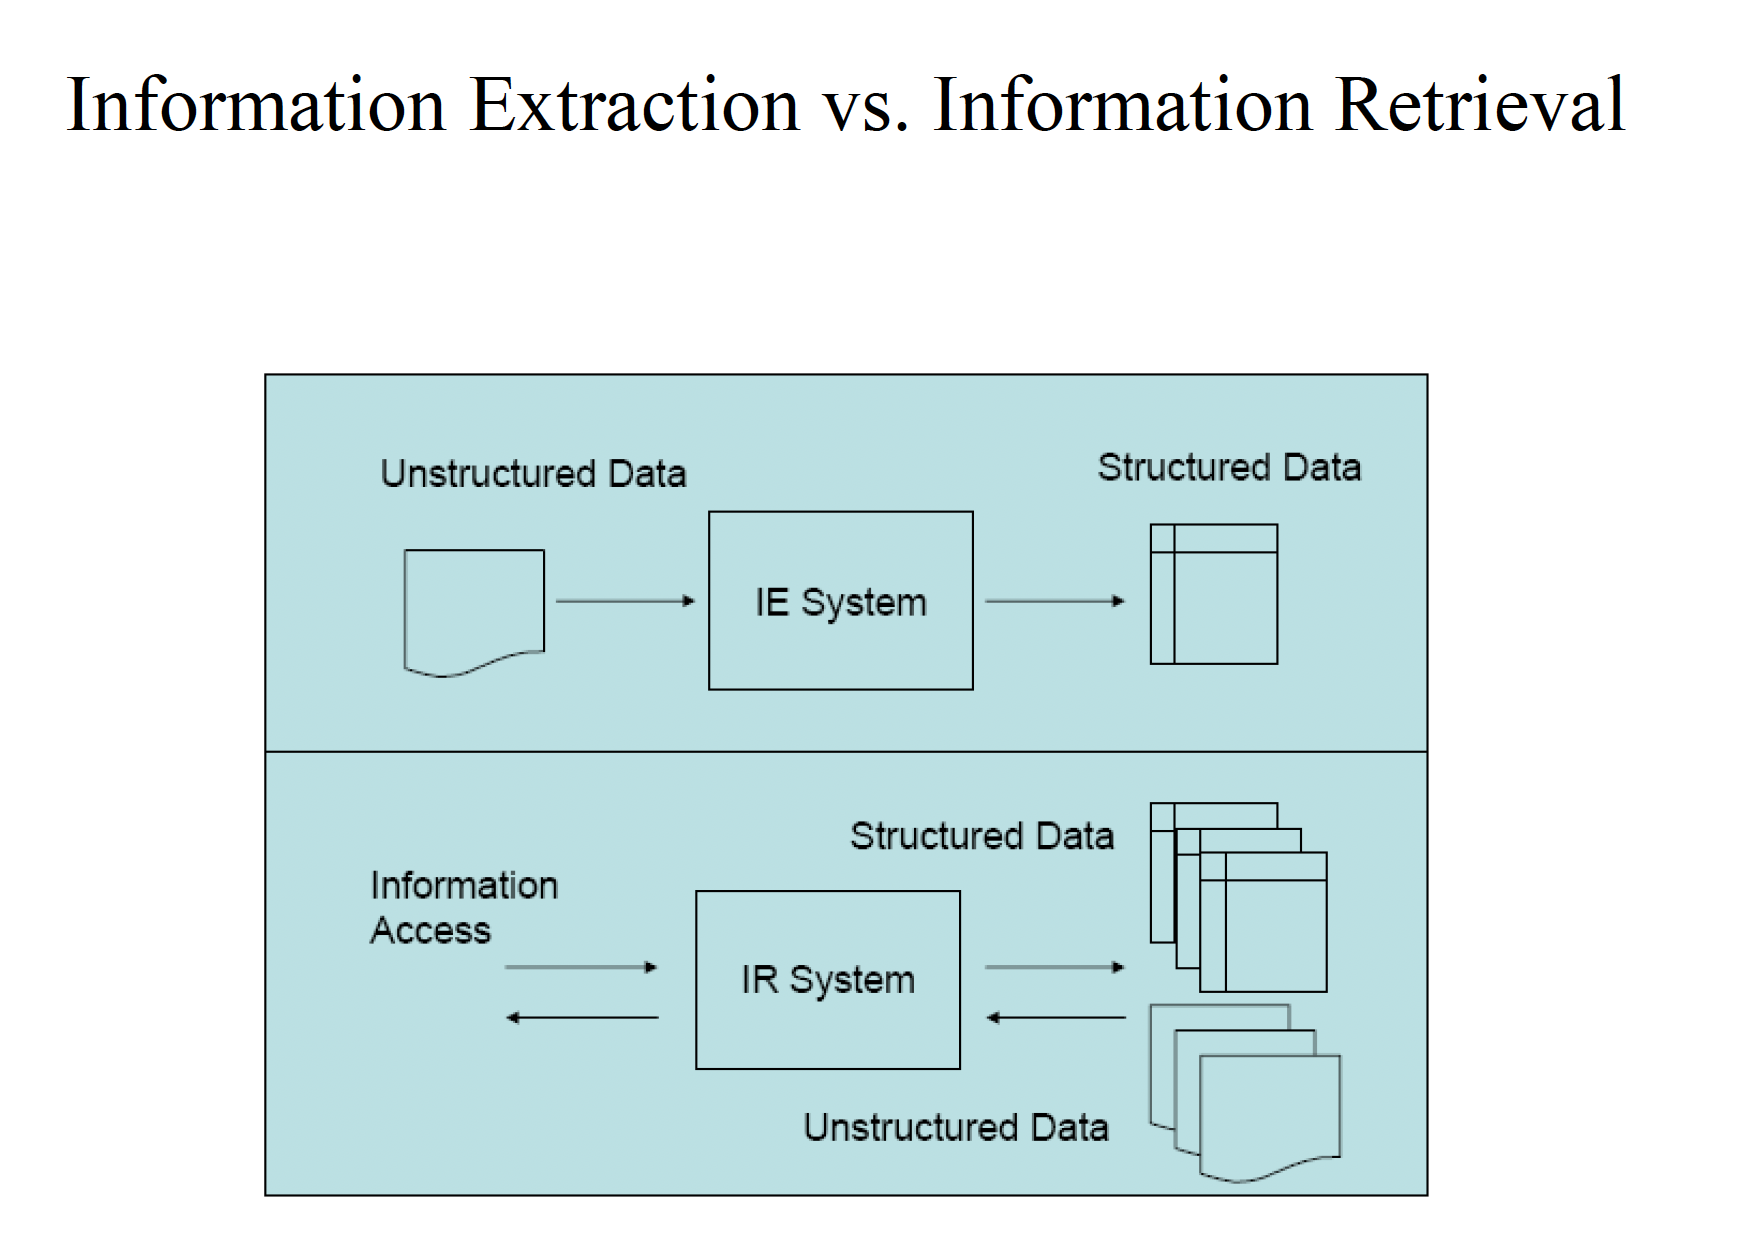 Information Extraction vs. Information Retrieval
Unstructured Data
Structured Data
IE System
Structured Data
Information
Access
IR System
Unstructured Data